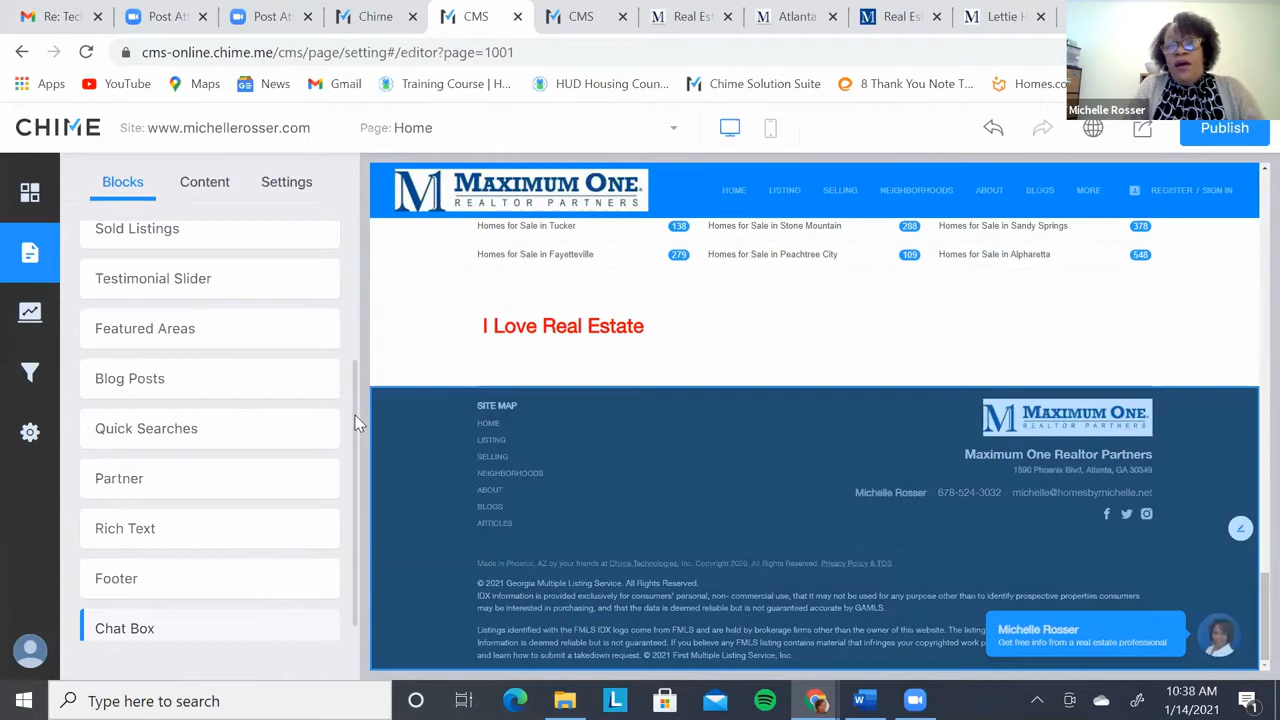 Rese
CMS
CMS
CMS
RE S
Atlanta
RE S
Lettie H
cms-online.chime.me/cms/page/setting#/editor?page=1001
Apps YouTube Maps News Gmail Training Course | H... HUD Housing Coun... Chime Solution Suite 8 Thank You Note T... Homes.co
Michelle Rosser
CHIME Site: www.michellerosser.com Page: ome Publish
Blocks Content Settings
MAXIMUM ONE®
REALTOR PARTNERS
HOME LISTING SELLING NEIGHBORHOODS ABOUT BLOGS MORE REGISTER / SIGN IN
Sold Listings
Testimonial Slider
Featured Areas
Blog Posts
Quick Searches
Partners
Rich Text
Footer
Float Bar
Homes for Sale in Tucker 138 Homes for Sale in Stone Mountain 288 Homes for Sale in Sandy Springs 378
Homes for Sale in Fayetteville 279 Homes for Sale in Peachtree City 109 Homes for Sale in Alpharetta 548
I Love Real Estate
SITE MAP
HOME
LISTING
SELLING
NEIGHBORHOODS
ABOUT
BLOGS
ARTICLES
MAXIMUM ONE
REALTOR PARTNERS
Maximum One Realtor Partners
1590 Phoenix Blvd, Atlanta, GA 30349
Michelle Rosser 678-524-3032 michelle@homesbymichelle.net
Made in Phoenix, AZ by your friends at Chime Technologies, Inc. Copyright 2020. All Rights Reserved. Privacy Policy & TOS
© 2021 Georgia Multiple Listing Service. All Rights Reserved.
IDX information is provided exclusively for consumers' personal, non- commercial use, that it may not be used for any purpose other than to identify prospective properties consumers
may be interested in purchasing, and that the data is deemed reliable but is not guaranteed accurate by GAMLS.
Listings identified with the FMLS IDX logo come from FMLS and are held by brokerage firms other than the owner of this website. The listing
Information is deemed reliable but is not guaranteed. If you believe any FMLS listing contains material that infringes your copyrighted work p
and learn how to submit a takedown request. © 2021 First Multiple Listing Service, Inc.
Michelle Rosser
Get free info from a real estate professional
Type here to search
10:38 AM
1/14/2021